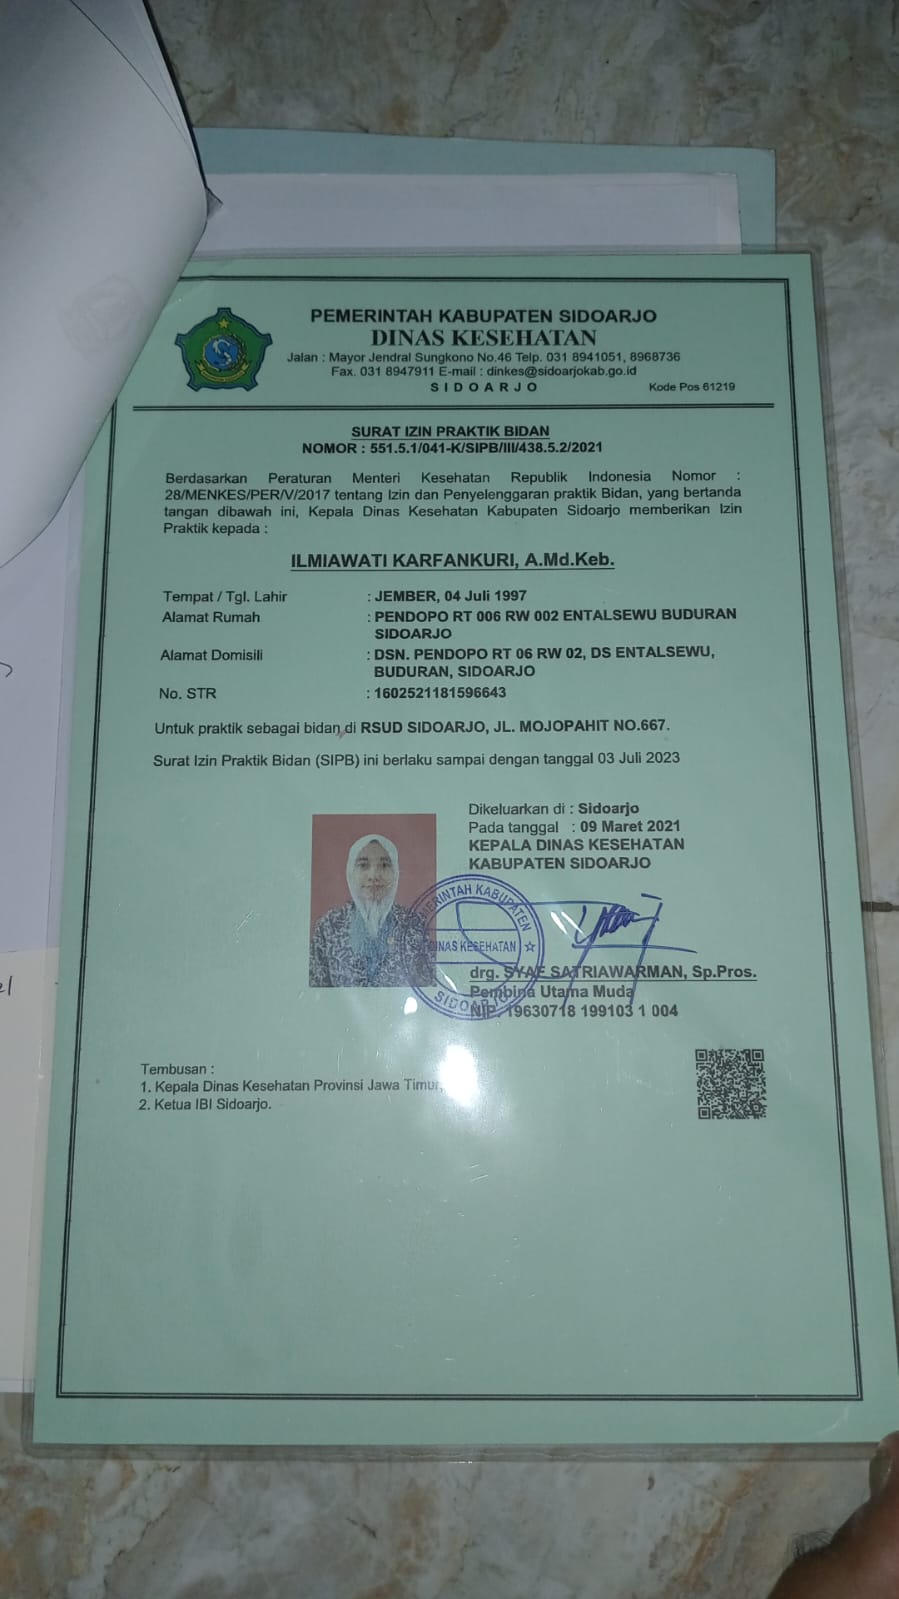 PEMERINTAH KABUPATEN SIDOARJO
DINAS KESEHATAN
Jalan : Mayor Jendral Sungkono No.46 Telp. 031 8941051, 8968736
Fax. 031 8947911 E-mail : dinkes@sidoarjokab.go.id
SIDOARJO Kode Pos 61219
SURAT IZIN PRAKTIK BIDAN
NOMOR : 551.5.1/041-K/SIPB/III/438.5.2/2021
Berdasarkan Peraturan Menteri Kesehatan Republik Indonesia Nomor :
28/MENKES/PER/V/2017 tentang Izin dan Penyelenggaran praktik Bidan, yang bertanda
tangan dibawah ini, Kepala Dinas Kesehatan Kabupaten Sidoarjo memberikan Izin
Praktik kepada :
ILMIAWATI KARFANKURI, A.Md.Keb.
Tempat / Tgl. Lahir : JEMBER, 04 Juli 1997
Alamat Rumah : PENDOPO RT 006 RW 002 ENTALSEWU BUDURAN
SIDOARJO
Alamat Domisili : DSN. PENDOPO RT 06 RW 02, DS ENTALSEWU,
BUDURAN, SIDOARJO
No. STR : 1602521181596643
Untuk praktik sebagai bidan di RSUD SIDOARJO, JL. MOJOPAHIT NO.667.
Surat Izin Praktik Bidan (SIPB) ini berlaku sampai dengan tanggal 03 Juli 2023
Dikeluarkan di : Sidoarjo
Pada tanggal : 09 Maret 2021
KEPALA DINAS KESEHATAN
KABUPATEN SIDOARJO
PEMERINTAH KABUPATEN
DINAS KESEHATAN
SIDOARJO
drg. SYAF SATRIAWARMAN, Sp.Pros.
Pembina Utama Muda
NIP. 19630718 199103 1 004
Tembusan :
1. Kepala Dinas Kesehatan Provinsi Jawa Timur.
2. Ketua IBI Sidoarjo.